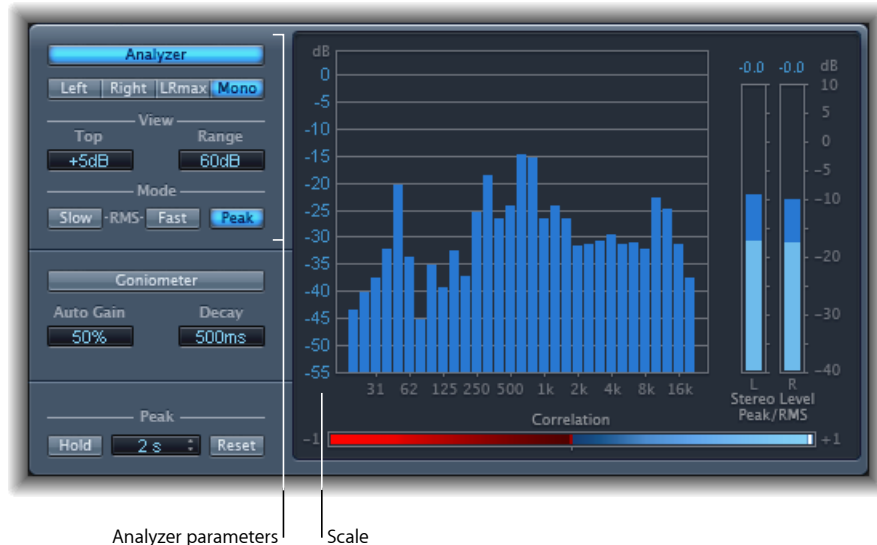 Analyzer
Left Right LRmax Mono
View
Top Range
+5dB 60dB
Mode
Slow -RMS- Fast Peak
Goniometer
Auto Gain Decay
50% 500ms
Peak
Hold 2 s Reset
dB
0
-5
-10
-15
-20
-25
-30
-35
-40
-45
-50
-55
31 62 125 250 500 1k 2k 4k 8k 16k
Correlation
-1 +1
-0.0 -0.0 dB
10
5
0
-5
-10
-20
-30
-40
L R
Stereo Level
Peak/RMS
Analyzer parameters
Scale